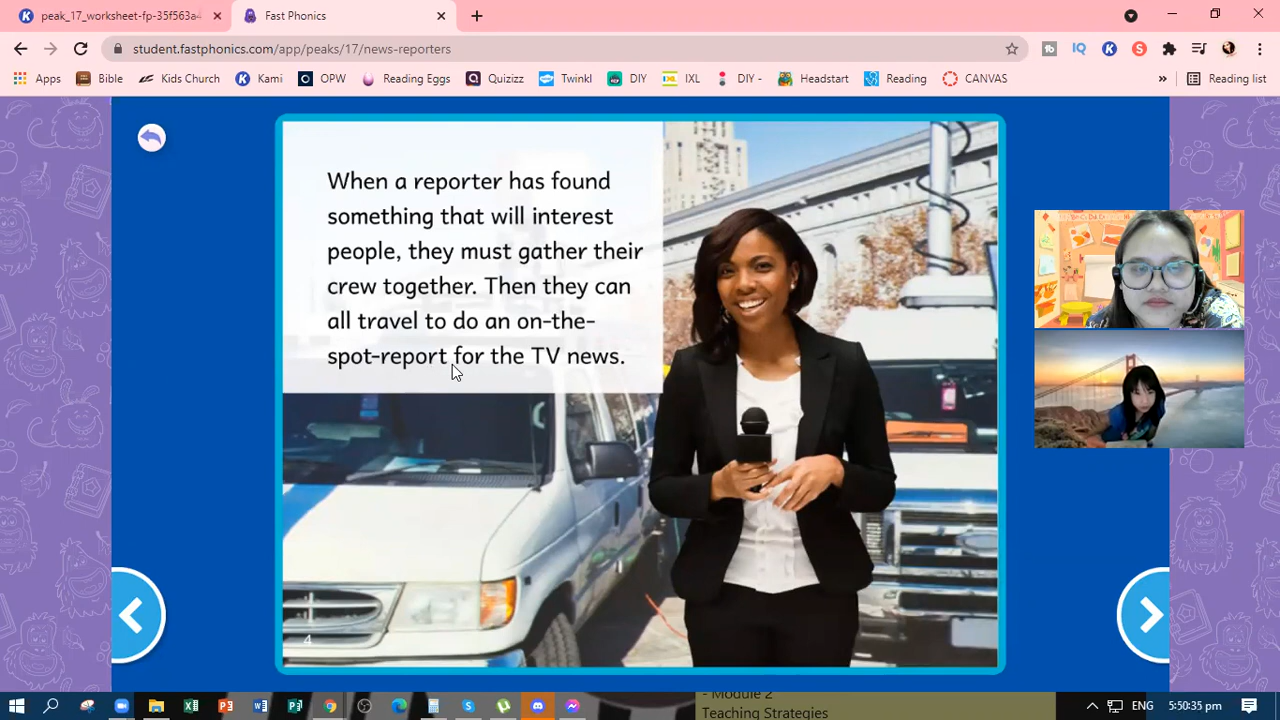 peak_17_worksheet-fp-35f563a4
Fast Phonics
student.fastphonics.com/app/peaks/17/news-reporters
Apps
Bible
Kids Church
Kami
OPW
Reading Eggs
Quizizz
Twinkl
DIY
IXL
DIY -
Headstart
Reading
CANVAS
»
Reading list
When a reporter has found
something that will interest
people, they must gather their
crew together. Then they can
all travel to do an on-the-
spot-report for the TV news.
4
- Module 2
Teaching Strategies
ENG
5:50:35 pm